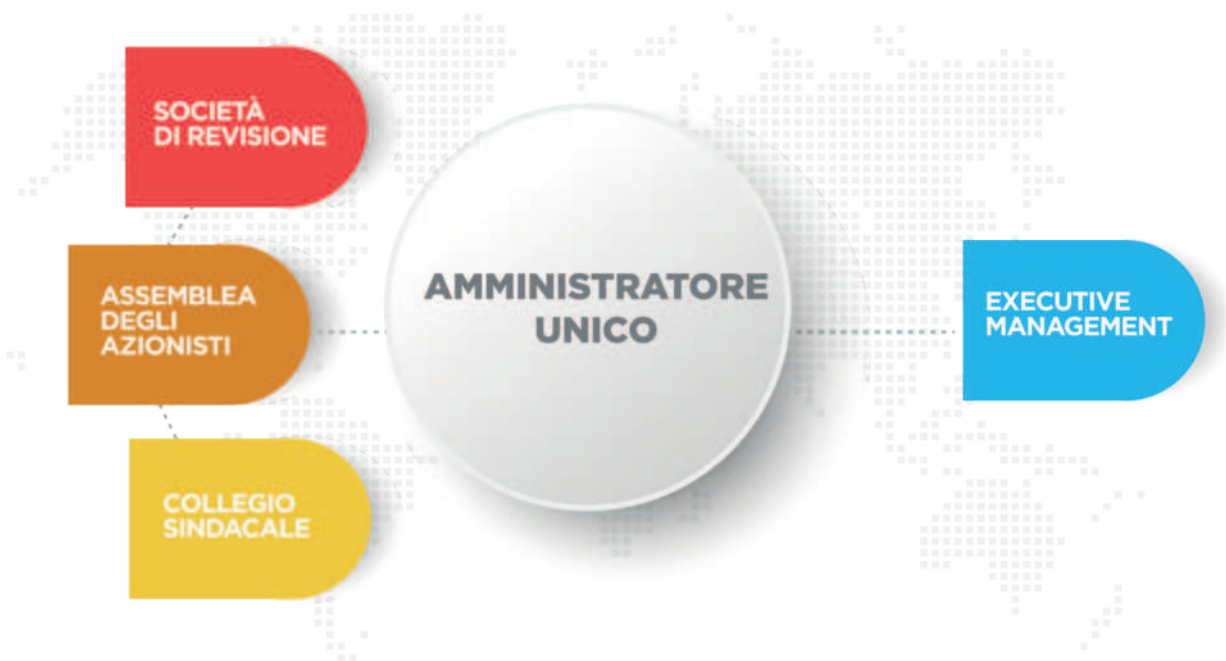 SOCIETÀ
DI REVISIONE
ASSEMBLEA
DEGLI
AZIONISTI
COLLEGIO
SINDACALE
AMMINISTRATORE
UNICO
EXECUTIVE
MANAGEMENT